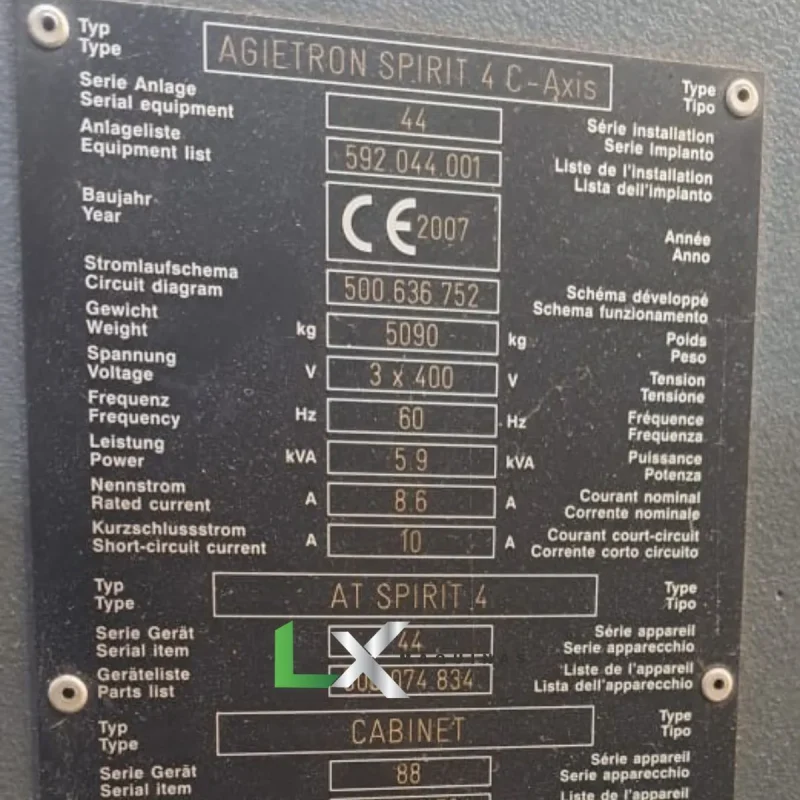 Typ
Type
AGIETRON SPIRIT 4 C-Axis
Type
Tipo
Serie Anlage
Serial equipment
44
Série installation
Serie impianto
Anlageliste
Equipment list
592.044.001
Liste de l'installation
Lista dell'impianto
Baujahr
Year
CE 2007
Année
Anno
Stromlaufschema
Circuit diagram
500.636.752
Schéma développé
Schema funzionamento
Gewicht
Weight
kg
5090
kg
Poids
Peso
Spannung
Voltage
V
3 x 400
V
Tension
Tensione
Frequenz
Frequency
Hz
60
Hz
Fréquence
Frequenza
Leistung
Power
kVA
5.9
kVA
Puissance
Potenza
Nennstrom
Rated current
A
8.6
A
Courant nominal
Corrente nominale
Kurzschlussstrom
Short-circuit current
A
10
A
Courant court-circuit
Corrente corto circuito
Typ
Type
AT SPIRIT 4
Type
Tipo
Serie Gerät
Serial item
44
Série appareil
Serie apparecchio
LX
Geräteliste
Parts list
074.834
Liste de l'appareil
Lista dell'apparecchio
Typ
Type
CABINET
Type
Tipo
Serie Gerät
Serial item
88
Série appareil
Serie apparecchio
Liste de l'appareil